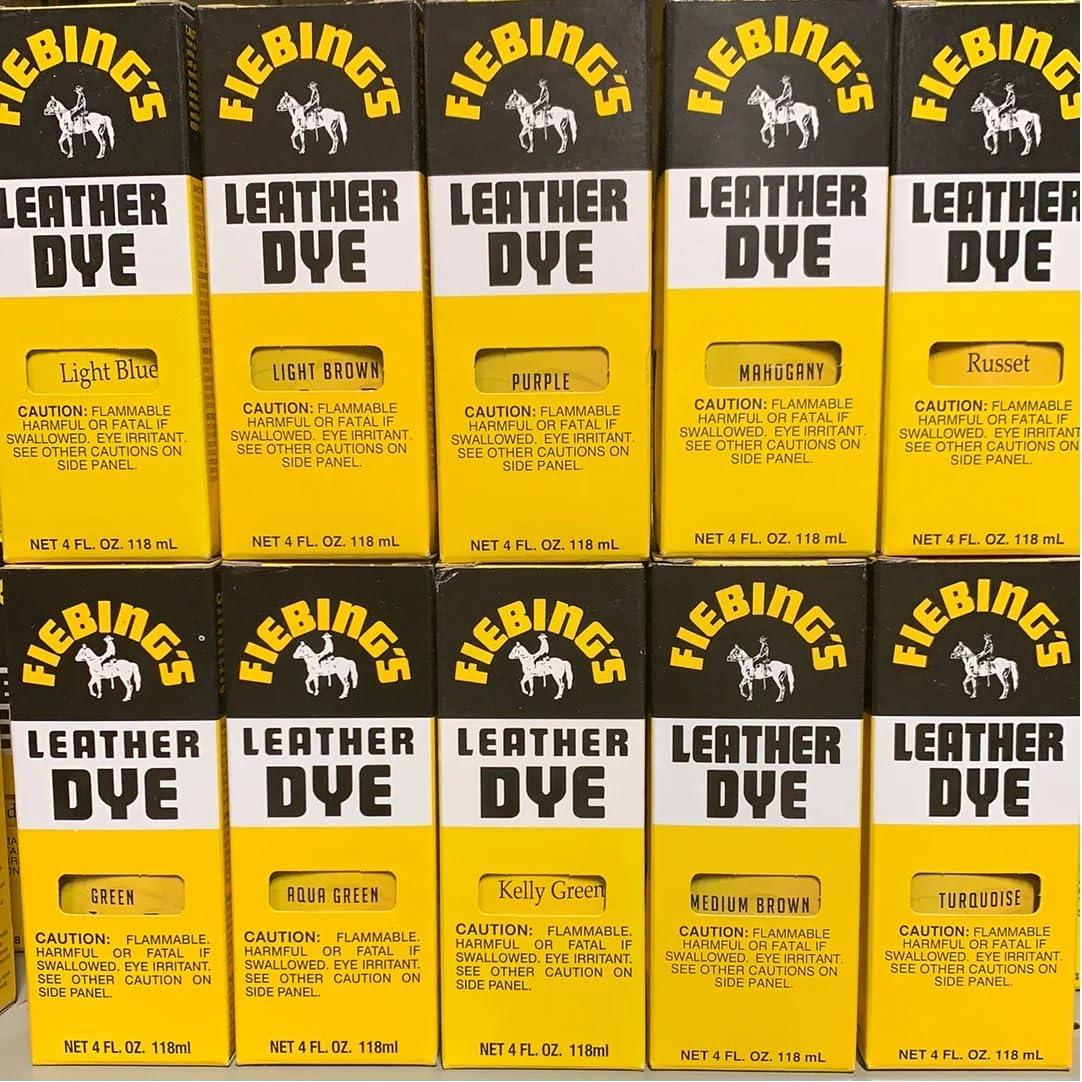 FIEBING'S
LEATHER
DYE
Light Blue
CAUTION: FLAMMABLE
HARMFUL OR FATAL IF
SWALLOWED. EYE IRRITANT.
SEE OTHER CAUTIONS ON
SIDE PANEL.
NET 4 FL. OZ. 118 mL
FIEBING'S
LEATHER
DYE
LIGHT BROWN
CAUTION: FLAMMABLE
HARMFUL OR FATAL IF
SWALLOWED. EYE IRRITANT.
SEE OTHER CAUTIONS ON
SIDE PANEL.
NET 4 FL. OZ. 118 mL
FIEBING'S
LEATHER
DYE
PURPLE
CAUTION: FLAMMABLE
HARMFUL OR FATAL IF
SWALLOWED. EYE IRRITANT.
SEE OTHER CAUTIONS ON
SIDE PANEL.
NET 4 FL. OZ. 118 mL
FIEBING'S
LEATHER
DYE
MAHOGANY
CAUTION: FLAMMABLE
HARMFUL OR FATAL IF
SWALLOWED. EYE IRRITANT.
SEE OTHER CAUTIONS ON
SIDE PANEL.
NET 4 FL. OZ. 118 mL
FIEBING'S
LEATHER
DYE
Russet
CAUTION: FLAMMABLE
HARMFUL OR FATAL IF
SWALLOWED. EYE IRRITANT
SEE OTHER CAUTIONS ON
SIDE PANEL.
NET 4 FL. OZ. 118 mL
FIEBING'S
LEATHER
DYE
GREEN
CAUTION: FLAMMABLE.
HARMFUL OR FATAL IF
SWALLOWED. EYE IRRITANT.
SEE OTHER CAUTION ON
SIDE PANEL.
NET 4 FL. OZ. 118ml
FIEBING'S
LEATHER
DYE
AQUA GREEN
CAUTION: FLAMMABLE.
HARMFUL OR FATAL IF
SWALLOWED. EYE IRRITANT.
SEE OTHER CAUTION ON
SIDE PANEL.
NET 4 FL. OZ. 118ml
FIEBING'S
LEATHER
DYE
Kelly Green
CAUTION: FLAMMABLE.
HARMFUL OR FATAL IF
SWALLOWED. EYE IRRITANT.
SEE OTHER CAUTION ON
SIDE PANEL.
NET 4 FL. OZ. 118ml
FIEBING'S
LEATHER
DYE
MEDIUM BROWN
CAUTION: FLAMMABLE
HARMFUL OR FATAL IF
SWALLOWED. EYE IRRITANT.
SEE OTHER CAUTIONS ON
SIDE PANEL.
NET 4 FL. OZ. 118 mL
FIEBING'S
LEATHER
DYE
TURQUOISE
CAUTION: FLAMMABLE
HARMFUL OR FATAL IF
SWALLOWED. EYE IRRITANT.
SEE OTHER CAUTIONS ON
SIDE PANEL.
NET 4 FL. OZ. 118 mL